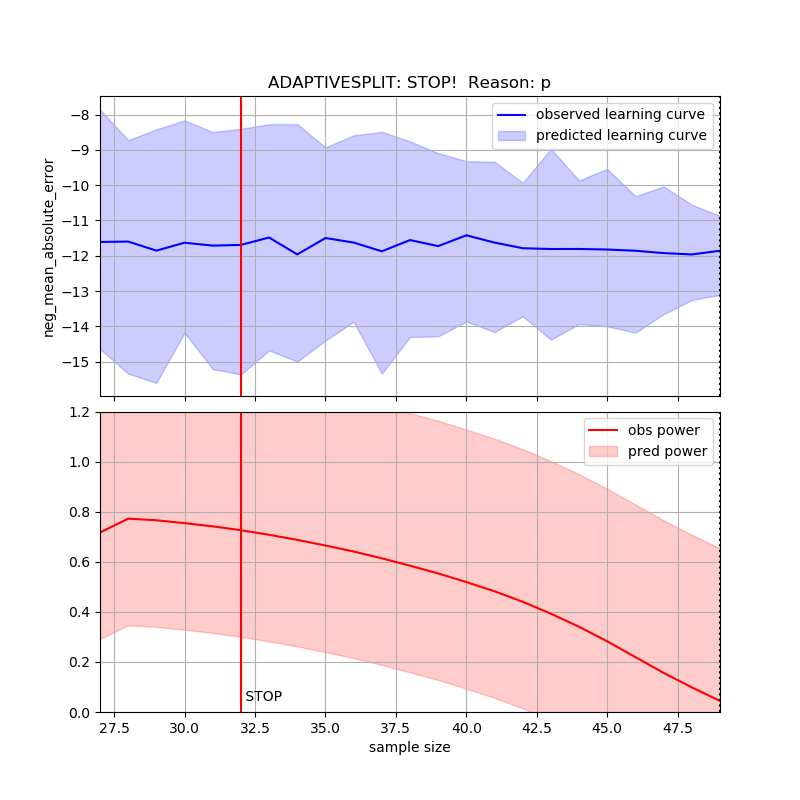 ADAPTIVESPLIT: STOP!  Reason: p
observed learning curve
predicted learning curve
neg_mean_absolute_error
−8
−9
−10
−11
−12
−13
−14
−15
obs power
pred power
1.2
1.0
0.8
0.6
0.4
0.2
0.0
STOP
27.5 30.0 32.5 35.0 37.5 40.0 42.5 45.0 47.5
sample size